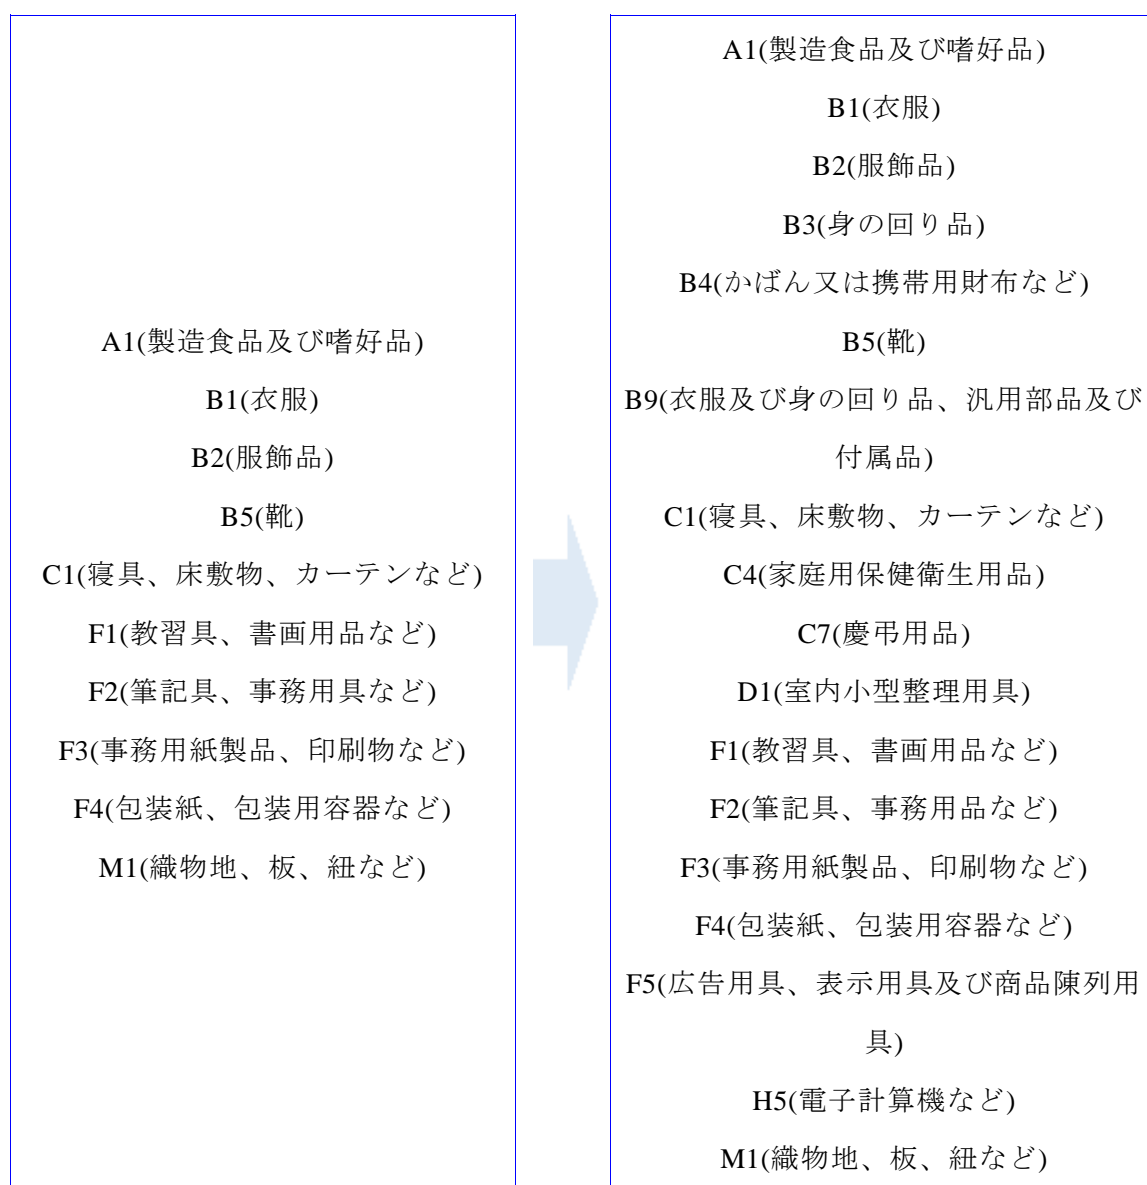 A1(製造食品及び嗜好品)
B1(衣服)
B2(服飾品)
B5(靴)
C1(寝具、床敷物、カーテンなど)
F1(教習具、書画用品など)
F2(筆記具、事務用具など)
F3(事務用紙製品、印刷物など)
F4(包装紙、包装用容器など)
M1(織物地、板、紐など)
A1(製造食品及び嗜好品)
B1(衣服)
B2(服飾品)
B3(身の回り品)
B4(かばん又は携帯用財布など)
B5(靴)
B9(衣服及び身の回り品、汎用部品及び
付属品)
C1(寝具、床敷物、カーテンなど)
C4(家庭用保健衛生用品)
C7(慶弔用品)
D1(室内小型整理用具)
F1(教習具、書画用品など)
F2(筆記具、事務用品など)
F3(事務用紙製品、印刷物など)
F4(包装紙、包装用容器など)
F5(広告用具、表示用具及び商品陳列用
具)
H5(電子計算機など)
M1(織物地、板、紐など)